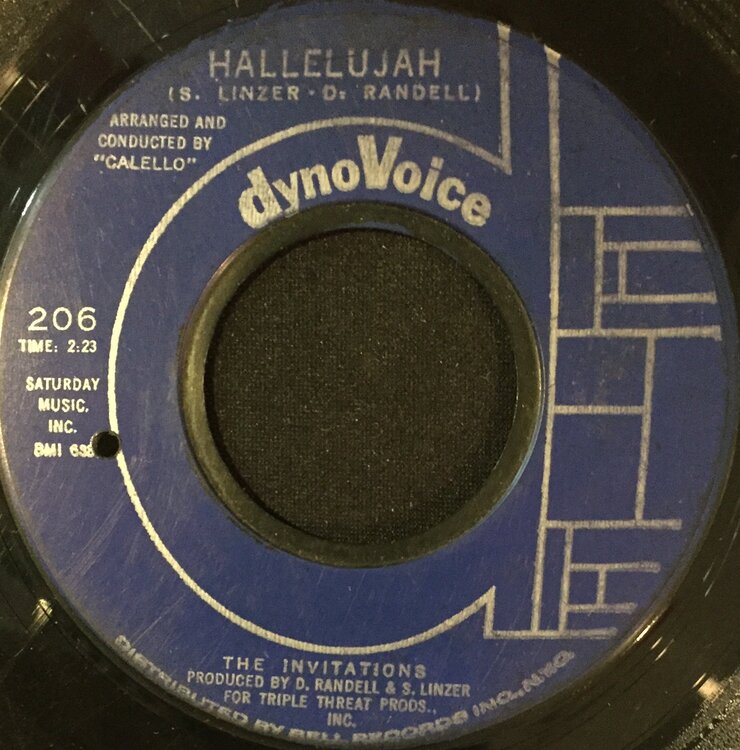 HALLELUJAH
(S. LINZER - D. RANDELL)
ARRANGED AND
CONDUCTED BY
"CALELLO"
dynoVoice
206
TIME: 2:23
SATURDAY
MUSIC,
INC.
BMI
THE INVITATIONS
PRODUCED BY D. RANDELL & S. LINZER
FOR TRIPLE THREAT PRODS.,
INC.
DISTRIBUTED BY BELL RECORDS INC., N.Y.C.